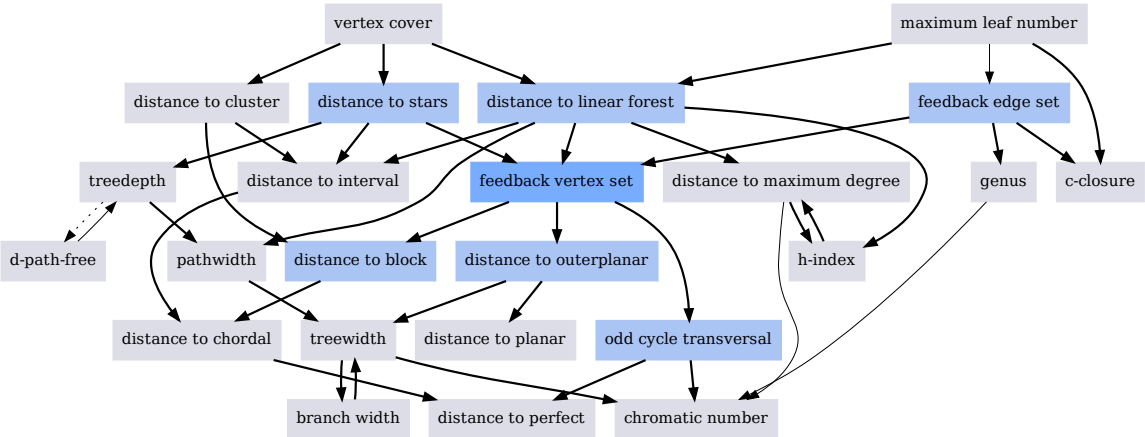 vertex cover
maximum leaf number
distance to cluster
distance to stars
distance to linear forest
feedback edge set
treedepth
distance to interval
feedback vertex set
distance to maximum degree
genus
c-closure
d-path-free
pathwidth
distance to block
distance to outerplanar
h-index
distance to chordal
treewidth
distance to planar
odd cycle transversal
branch width
distance to perfect
chromatic number